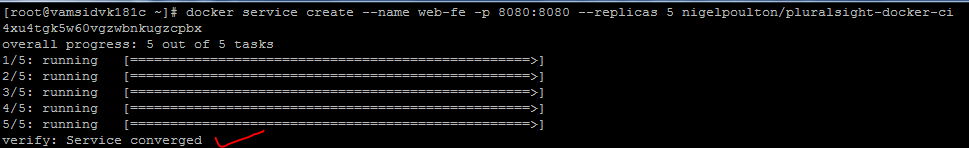 [root@vamsidvk181c ~]# docker service create --name web-fe -p 8080:8080 --replicas 5 nigelpoulton/pluralsight-docker-ci
4xu4tgk5w60vgzwbnkugzcpbx
overall progress: 5 out of 5 tasks
1/5: running   [==================================================>]
2/5: running   [==================================================>]
3/5: running   [==================================================>]
4/5: running   [==================================================>]
5/5: running   [==================================================>]
verify: Service converged